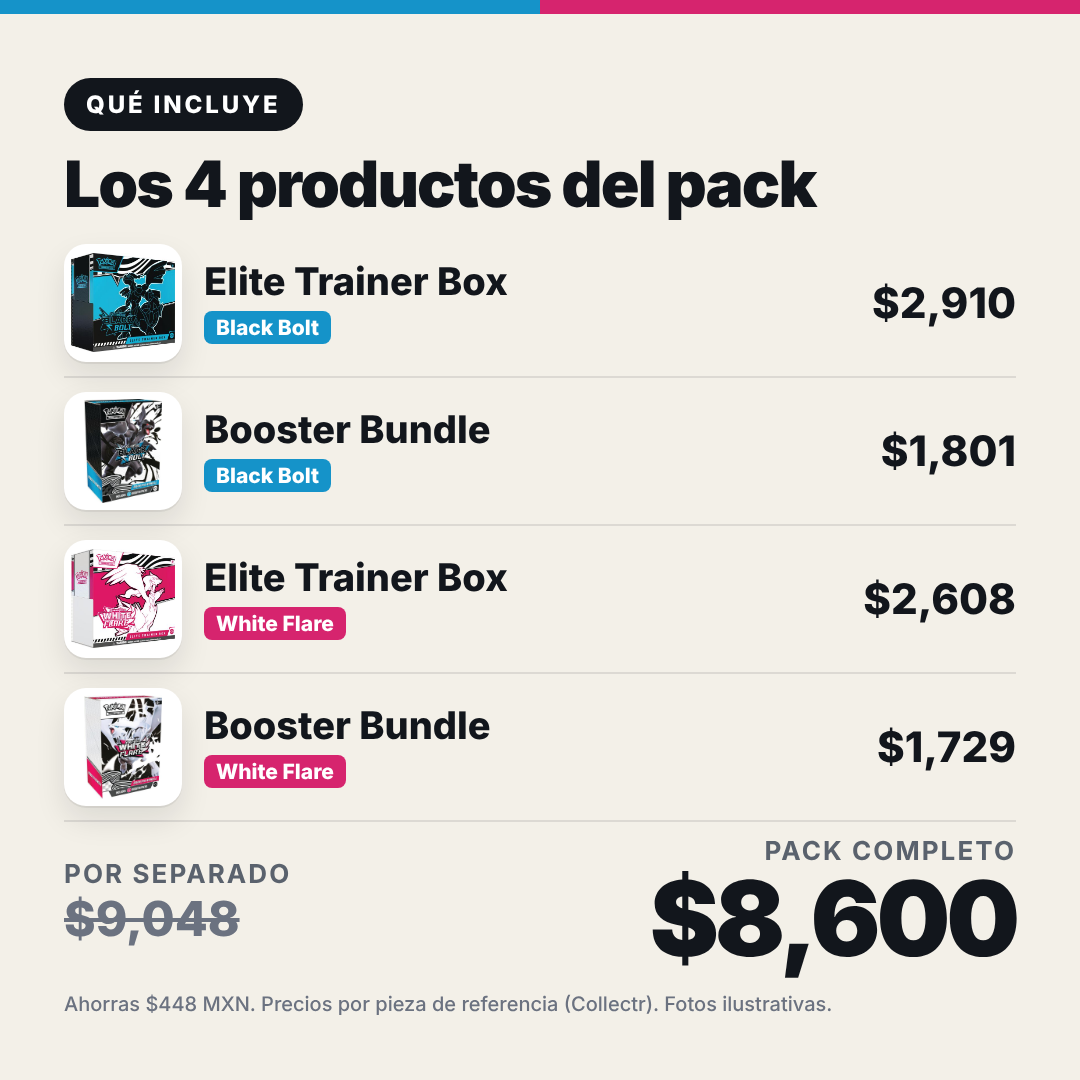 QUÉ INCLUYE
Los 4 productos del pack
Elite Trainer Box
Black Bolt
$2,910
Booster Bundle
Black Bolt
$1,801
Elite Trainer Box
White Flare
$2,608
Booster Bundle
White Flare
$1,729
POR SEPARADO
$9,048
PACK COMPLETO
$8,600
Ahorras $448 MXN. Precios por pieza de referencia (Collectr). Fotos ilustrativas.